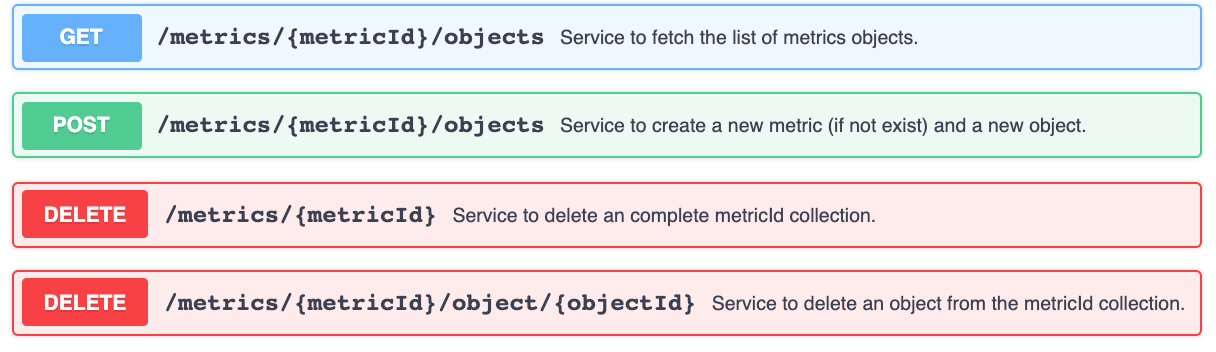 GET /metrics/{metricId}/objects Service to fetch the list of metrics objects.
POST /metrics/{metricId}/objects Service to create a new metric (if not exist) and a new object.
DELETE /metrics/{metricId} Service to delete an complete metricId collection.
DELETE /metrics/{metricId}/object/{objectId} Service to delete an object from the metricId collection.